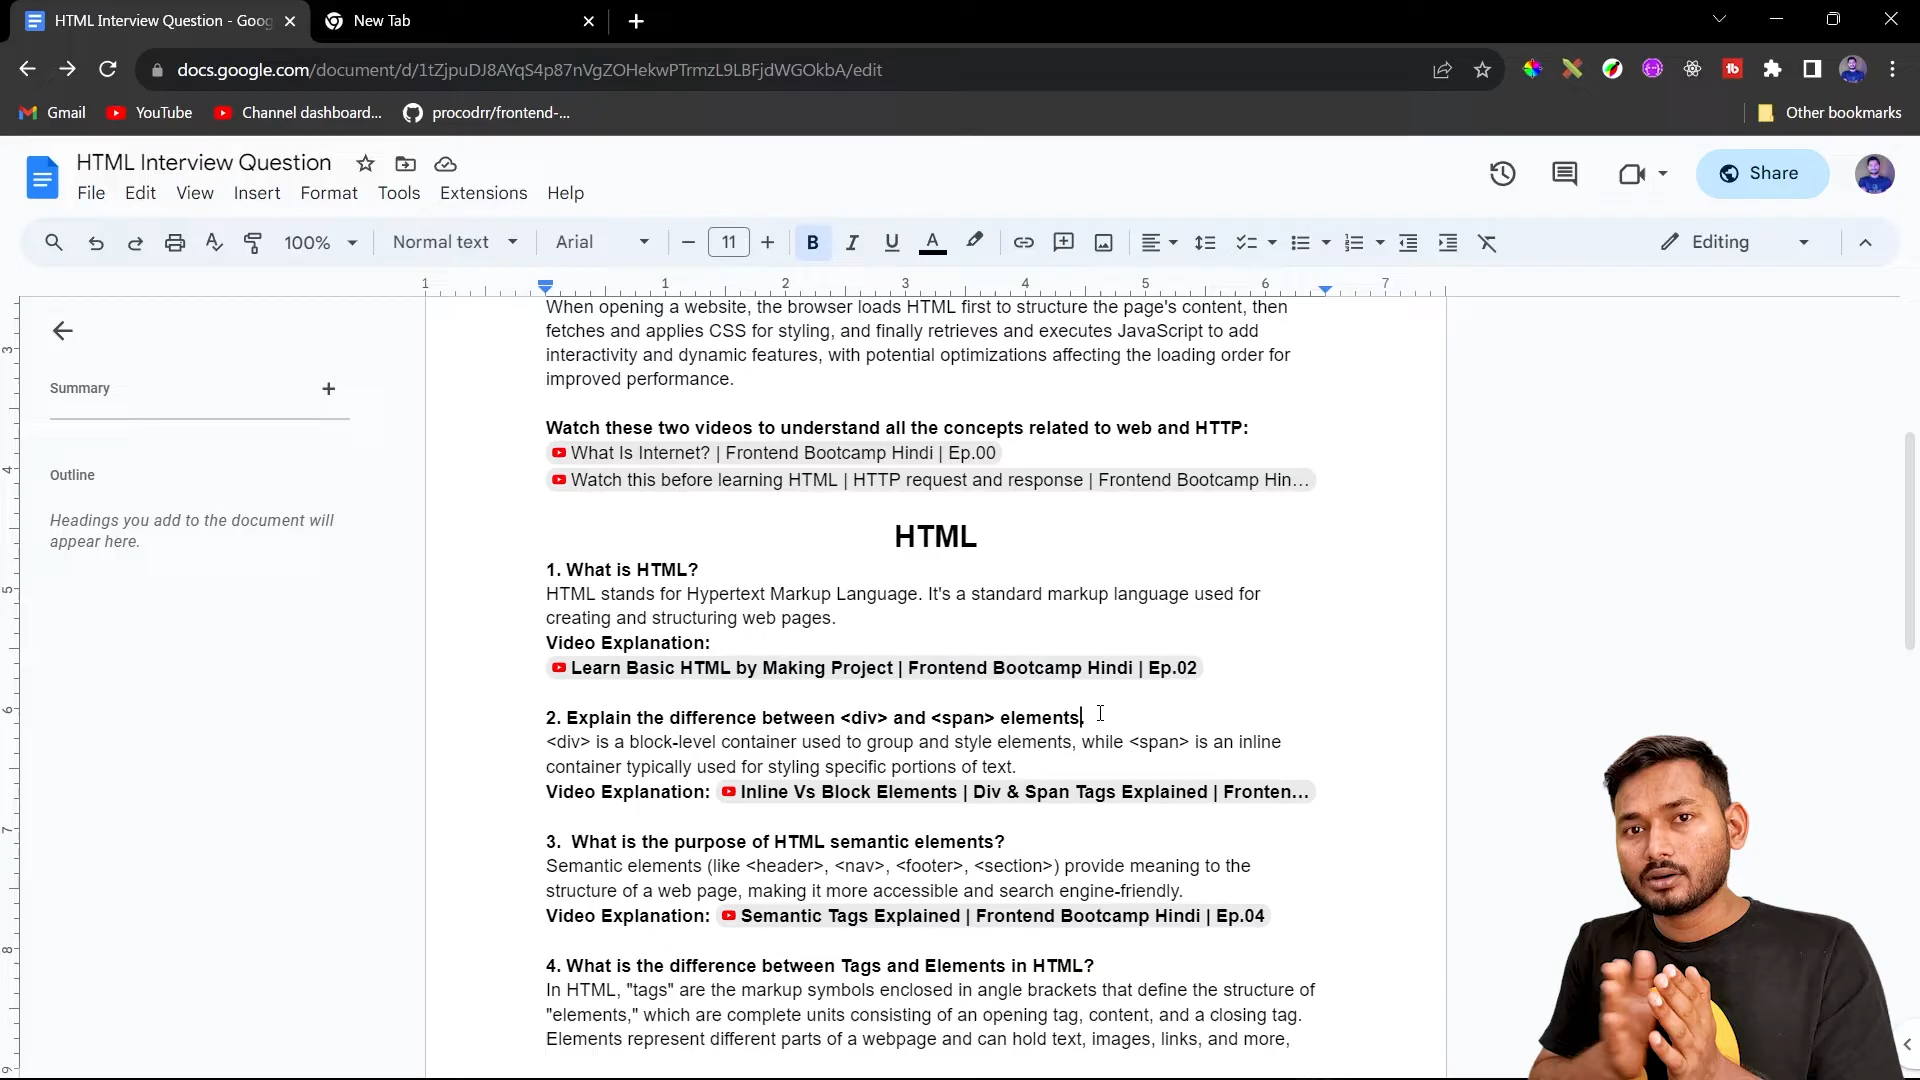 HTML Interview Question - Goog
New Tab
docs.google.com/document/d/1tZjpuDJ8AYqS4p87nVgZOHekwPTrmzL9LBFjdWGOkbA/edit
Gmail
YouTube
Channel dashboard...
procodrr/frontend-...
Other bookmarks
HTML Interview Question
File Edit View Insert Format Tools Extensions Help
Share
100% Normal text Arial 11 B I U A Editing
1 1 2 3 4 5 6 7
3
4
5
6
7
8
9
Summary
Outline
Headings you add to the document will
appear here.
When opening a website, the browser loads HTML first to structure the page's content, then
fetches and applies CSS for styling, and finally retrieves and executes JavaScript to add
interactivity and dynamic features, with potential optimizations affecting the loading order for
improved performance.
Watch these two videos to understand all the concepts related to web and HTTP:
What Is Internet? | Frontend Bootcamp Hindi | Ep.00
Watch this before learning HTML | HTTP request and response | Frontend Bootcamp Hin...
HTML
1. What is HTML?
HTML stands for Hypertext Markup Language. It's a standard markup language used for
creating and structuring web pages.
Video Explanation:
Learn Basic HTML by Making Project | Frontend Bootcamp Hindi | Ep.02
2. Explain the difference between <div> and <span> elements.
<div> is a block-level container used to group and style elements, while <span> is an inline
container typically used for styling specific portions of text.
Video Explanation: Inline Vs Block Elements | Div & Span Tags Explained | Fronten...
3. What is the purpose of HTML semantic elements?
Semantic elements (like <header>, <nav>, <footer>, <section>) provide meaning to the
structure of a web page, making it more accessible and search engine-friendly.
Video Explanation: Semantic Tags Explained | Frontend Bootcamp Hindi | Ep.04
4. What is the difference between Tags and Elements in HTML?
In HTML, "tags" are the markup symbols enclosed in angle brackets that define the structure of
"elements," which are complete units consisting of an opening tag, content, and a closing tag.
Elements represent different parts of a webpage and can hold text, images, links, and more,